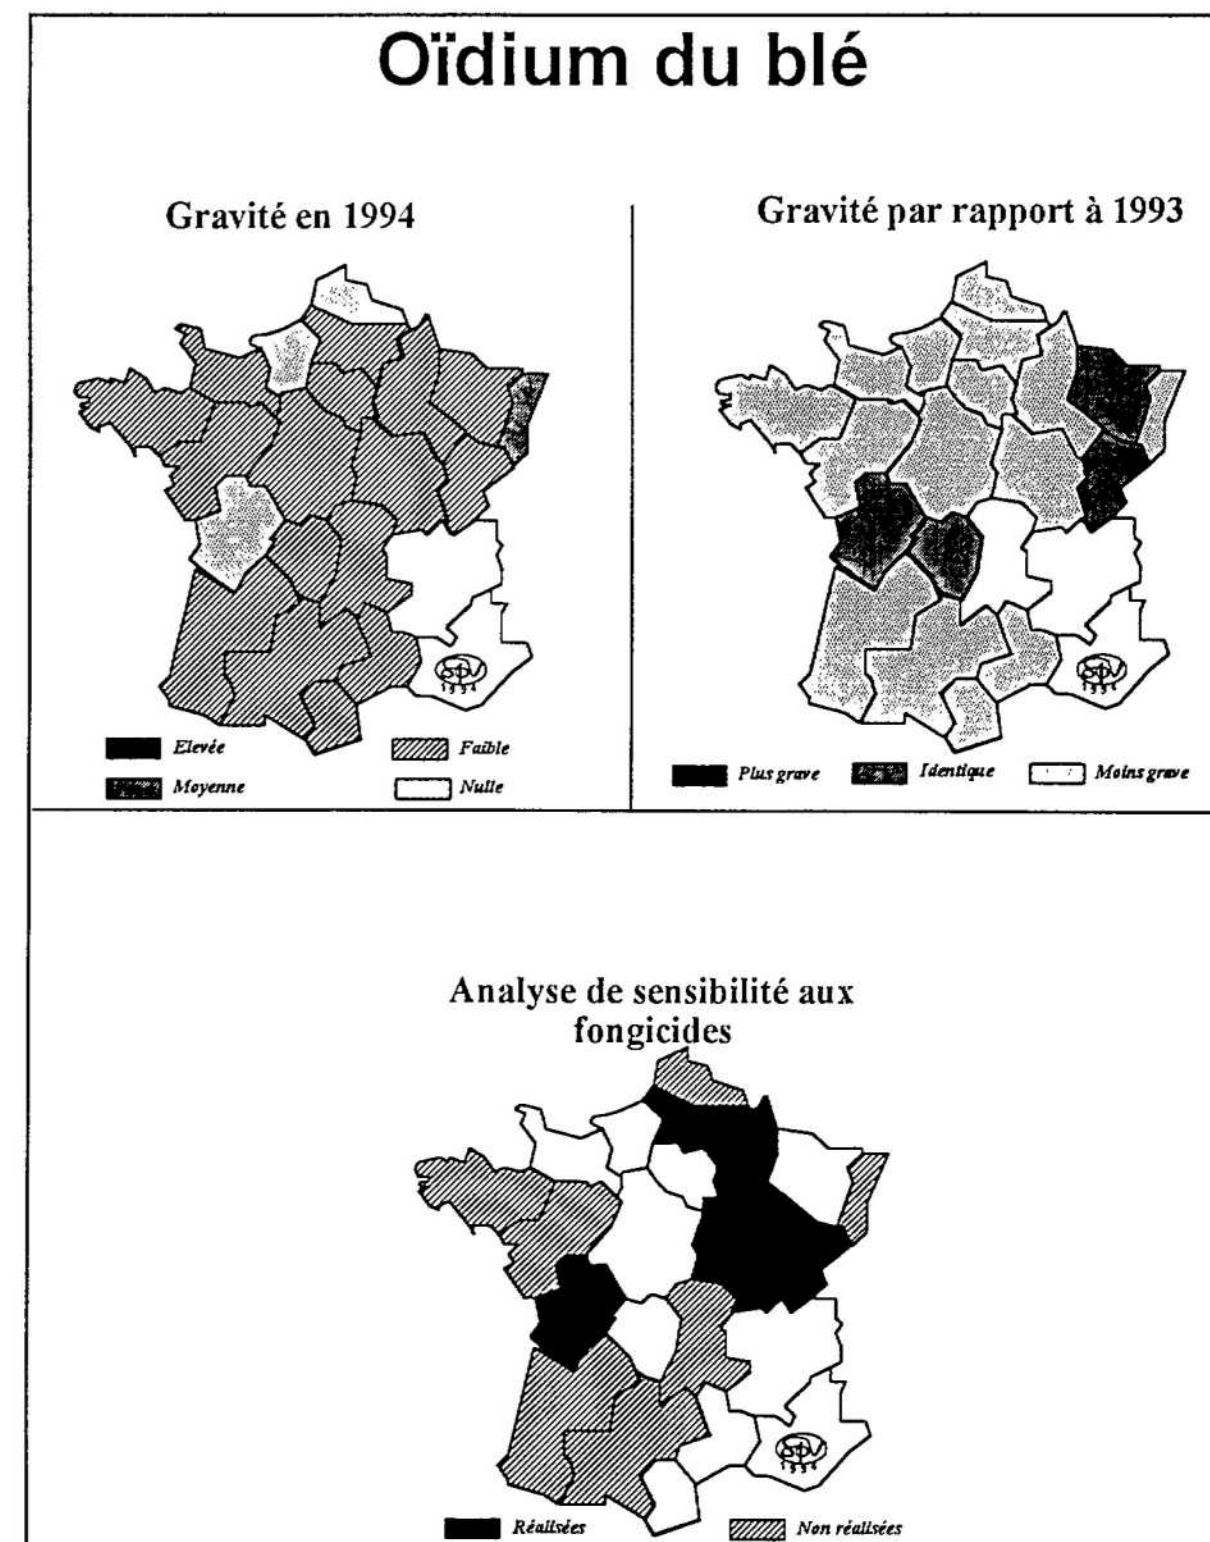 Oïdium du blé
Gravité en 1994
Gravité par rapport à 1993
Elevée
Faible
Moyenne
Nulle
Plus grave
Identique
Moins grave
Analyse de sensibilité aux
fongicides
Réalisées
Non réalisées